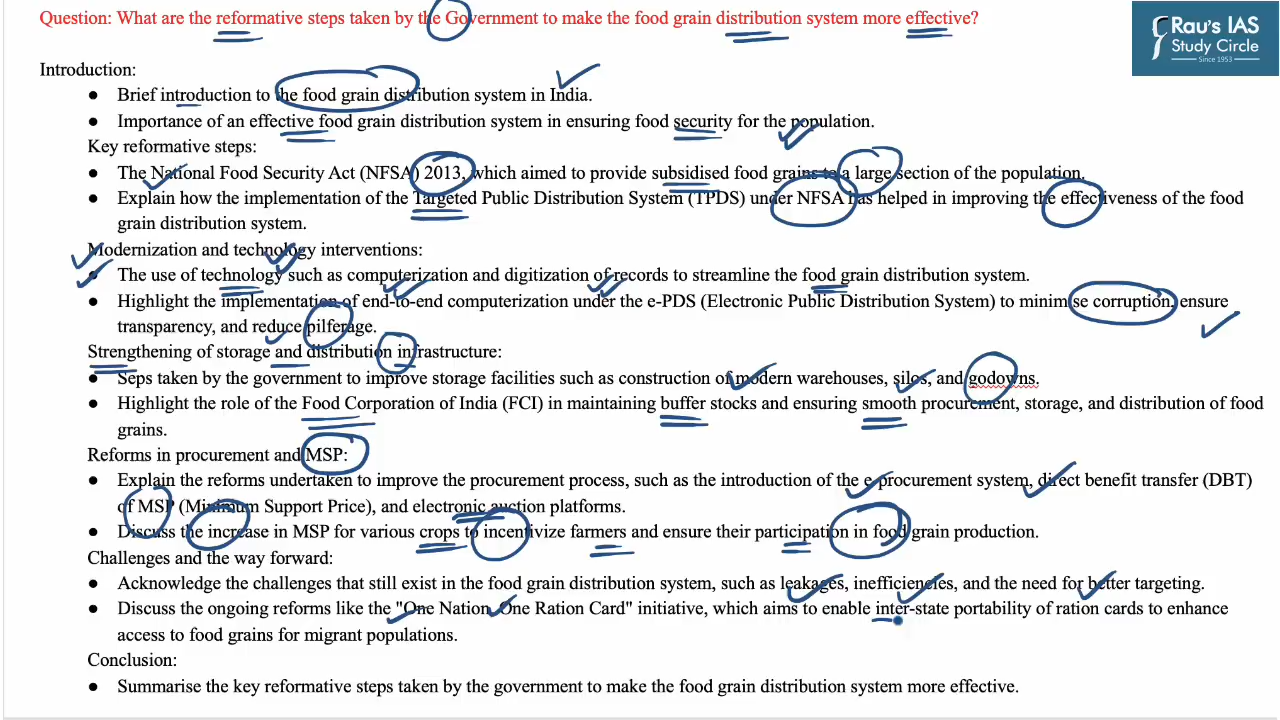 Question: What are the reformative steps taken by the Government to make the food grain distribution system more effective?
Rau's IAS
Study Circle
Since 1953
Introduction:
● Brief introduction to the food grain distribution system in India.
● Importance of an effective food grain distribution system in ensuring food security for the population.
Key reformative steps:
● The National Food Security Act (NFSA) 2013, which aimed to provide subsidised food grains to a large section of the population.
● Explain how the implementation of the Targeted Public Distribution System (TPDS) under NFSA has helped in improving the effectiveness of the food
grain distribution system.
Modernization and technology interventions:
● The use of technology such as computerization and digitization of records to streamline the food grain distribution system.
● Highlight the implementation of end-to-end computerization under the e-PDS (Electronic Public Distribution System) to minimise corruption, ensure
transparency, and reduce pilferage.
Strengthening of storage and distribution infrastructure:
● Seps taken by the government to improve storage facilities such as construction of modern warehouses, silos, and godowns.
● Highlight the role of the Food Corporation of India (FCI) in maintaining buffer stocks and ensuring smooth procurement, storage, and distribution of food
grains.
Reforms in procurement and MSP:
● Explain the reforms undertaken to improve the procurement process, such as the introduction of the e-procurement system, direct benefit transfer (DBT)
of MSP (Minimum Support Price), and electronic auction platforms.
● Discuss the increase in MSP for various crops to incentivize farmers and ensure their participation in food grain production.
Challenges and the way forward:
● Acknowledge the challenges that still exist in the food grain distribution system, such as leakages, inefficiencies, and the need for better targeting.
● Discuss the ongoing reforms like the "One Nation, One Ration Card" initiative, which aims to enable inter-state portability of ration cards to enhance
access to food grains for migrant populations.
Conclusion:
● Summarise the key reformative steps taken by the government to make the food grain distribution system more effective.